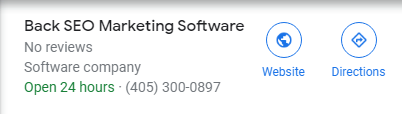 Back SEO Marketing Software
No reviews
Software company
Open 24 hours · (405) 300-0897
Website
Directions